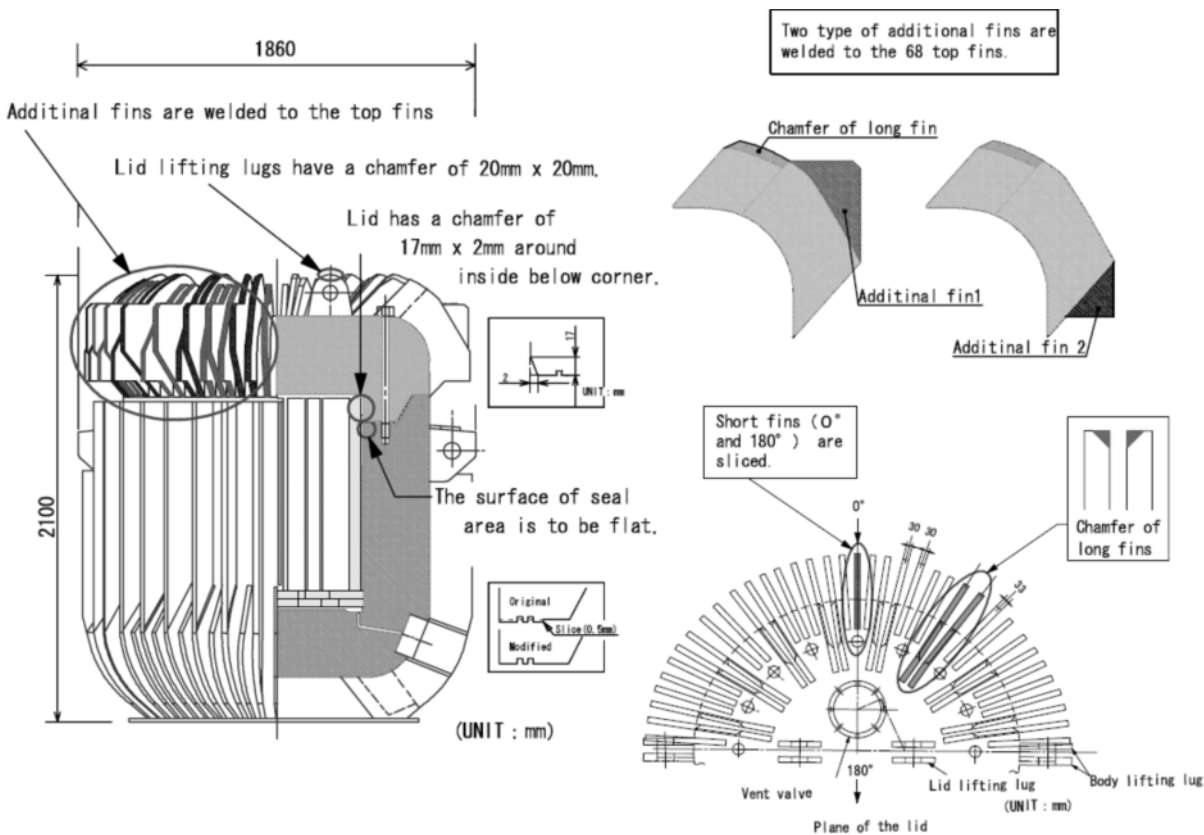 1860
Additinal fins are welded to the top fins
Lid lifting lugs have a chamfer of 20mm x 20mm.
Lid has a chamfer of
17mm x 2mm around
inside below corner.
17
2
UNIT : mm
2100
The surface of seal
area is to be flat.
Original
Slice(0.5mm)
Modified
(UNIT : mm)
Two type of additional fins are
welded to the 68 top fins.
Chamfer of long fin
Additinal fin1
Additinal fin 2
Short fins (0°
and 180°) are
sliced.
Chamfer of
long fins
0°
30
30
33
180°
Vent valve
Lid lifting lug
Body lifting lug
(UNIT : mm)
Plane of the lid